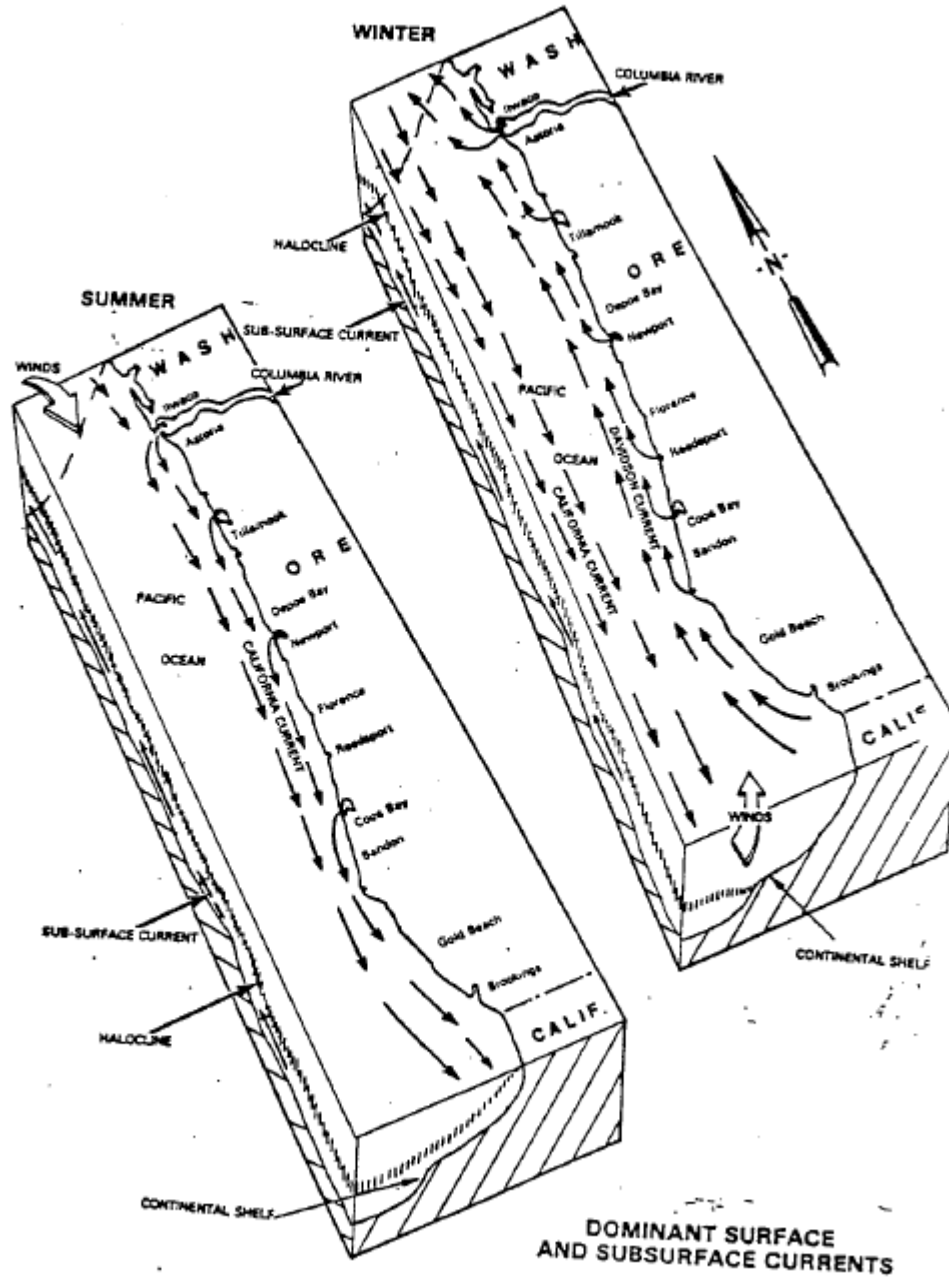 WINTER
WASH
COLUMBIA RIVER
Ilwaco
Astoria
HALOCLINE
Tillamook
-N-
ORE
SUB-SURFACE CURRENT
Depoe Bay
Newport
PACIFIC
OCEAN
Florence
Reedsport
DAVIDSON CURRENT
CALIFORNIA CURRENT
Coos Bay
Bandon
Gold Beach
Brookings
CALIF
WINDS
CONTINENTAL SHELF
SUMMER
WINDS
WASH
COLUMBIA RIVER
Ilwaco
Astoria
Tillamook
ORE
PACIFIC
OCEAN
Depoe Bay
Newport
CALIFORNIA CURRENT
Florence
Reedsport
Coos Bay
Bandon
SUB-SURFACE CURRENT
Gold Beach
Brookings
HALOCLINE
CALIF.
CONTINENTAL SHELF
DOMINANT SURFACE
AND SUBSURFACE CURRENTS